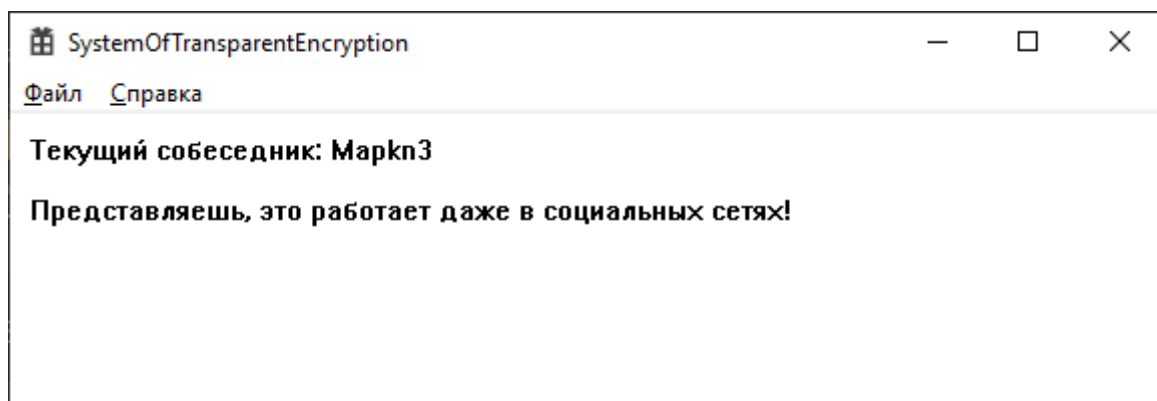 SystemOfTransparentEncryption
Файл Справка
Текущий собеседник: Mapkn3
Представляешь, это работает даже в социальных сетях!